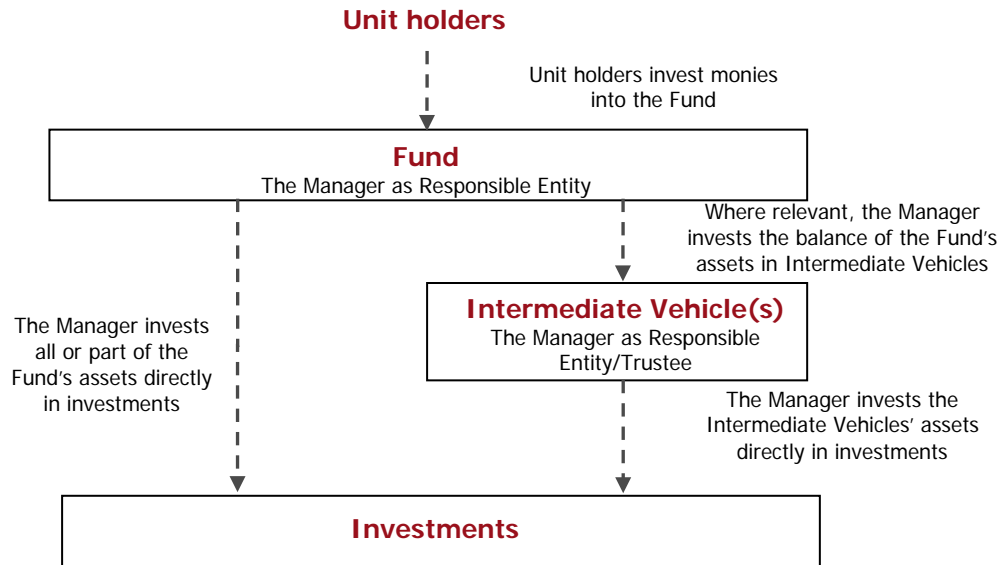 Unit holders
Unit holders invest monies
into the Fund
Fund
The Manager as Responsible Entity
Where relevant, the Manager
invests the balance of the Fund's
assets in Intermediate Vehicles
Intermediate Vehicle(s)
The Manager as Responsible
Entity/Trustee
The Manager invests
all or part of the
Fund's assets directly
in investments
The Manager invests the
Intermediate Vehicles' assets
directly in investments
Investments